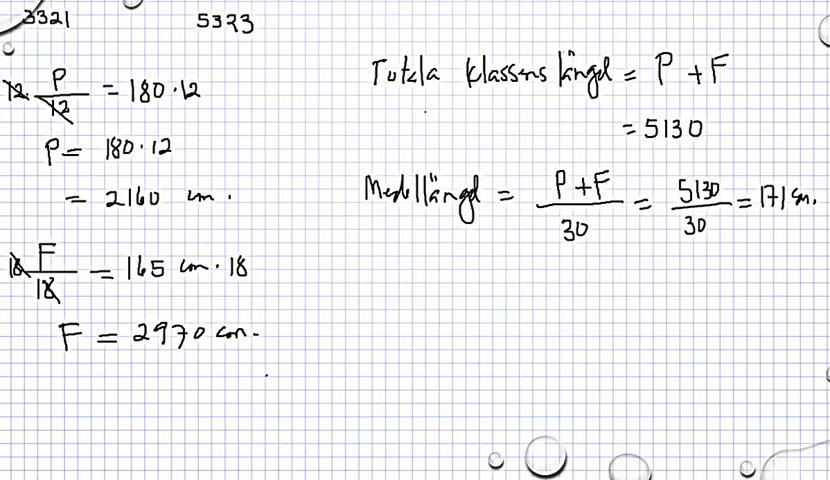 3321
5323
12 P/12 = 180·12
P = 180·12
= 2160 cm.
18 F/18 = 165 cm·18
F = 2970 cm.
Totala klassens längd = P + F
= 5130
Medellängd = P+F/30 = 5130/30 = 171 cm.